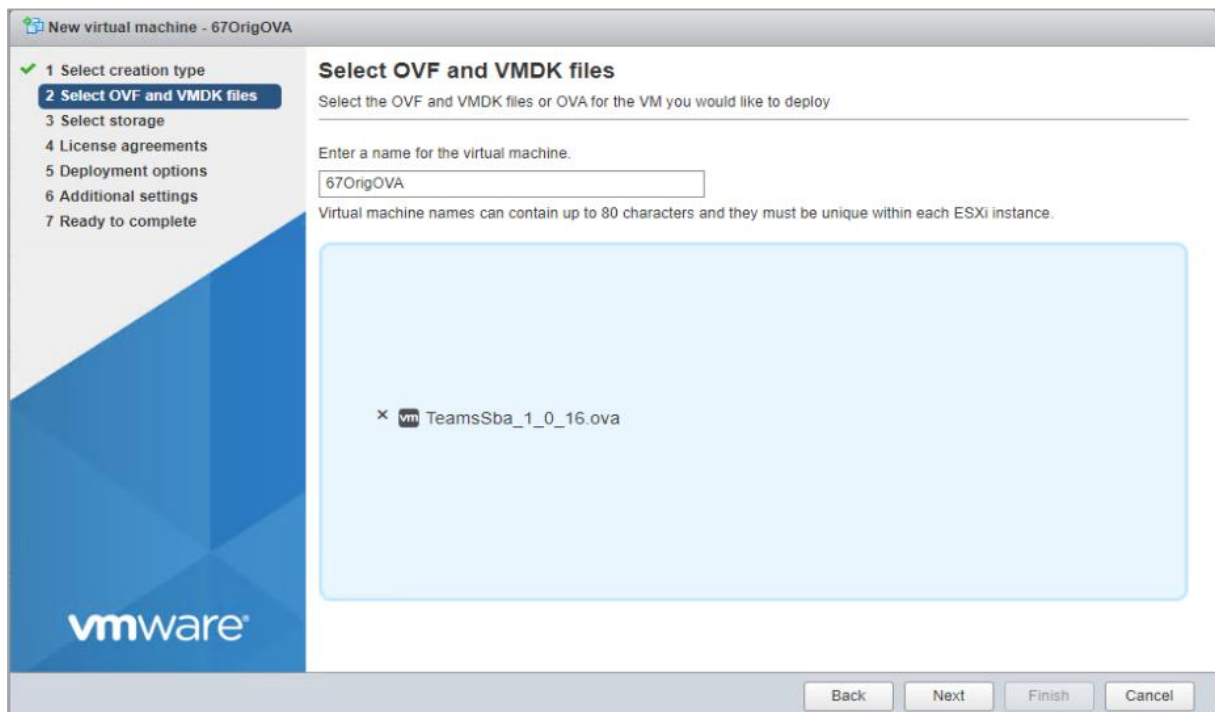 New virtual machine - 67OrigOVA
1 Select creation type
2 Select OVF and VMDK files
3 Select storage
4 License agreements
5 Deployment options
6 Additional settings
7 Ready to complete
vmware®
Select OVF and VMDK files
Select the OVF and VMDK files or OVA for the VM you would like to deploy
Enter a name for the virtual machine.
67OrigOVA
Virtual machine names can contain up to 80 characters and they must be unique within each ESXi instance.
× vm TeamsSba_1_0_16.ova
Back Next Finish Cancel